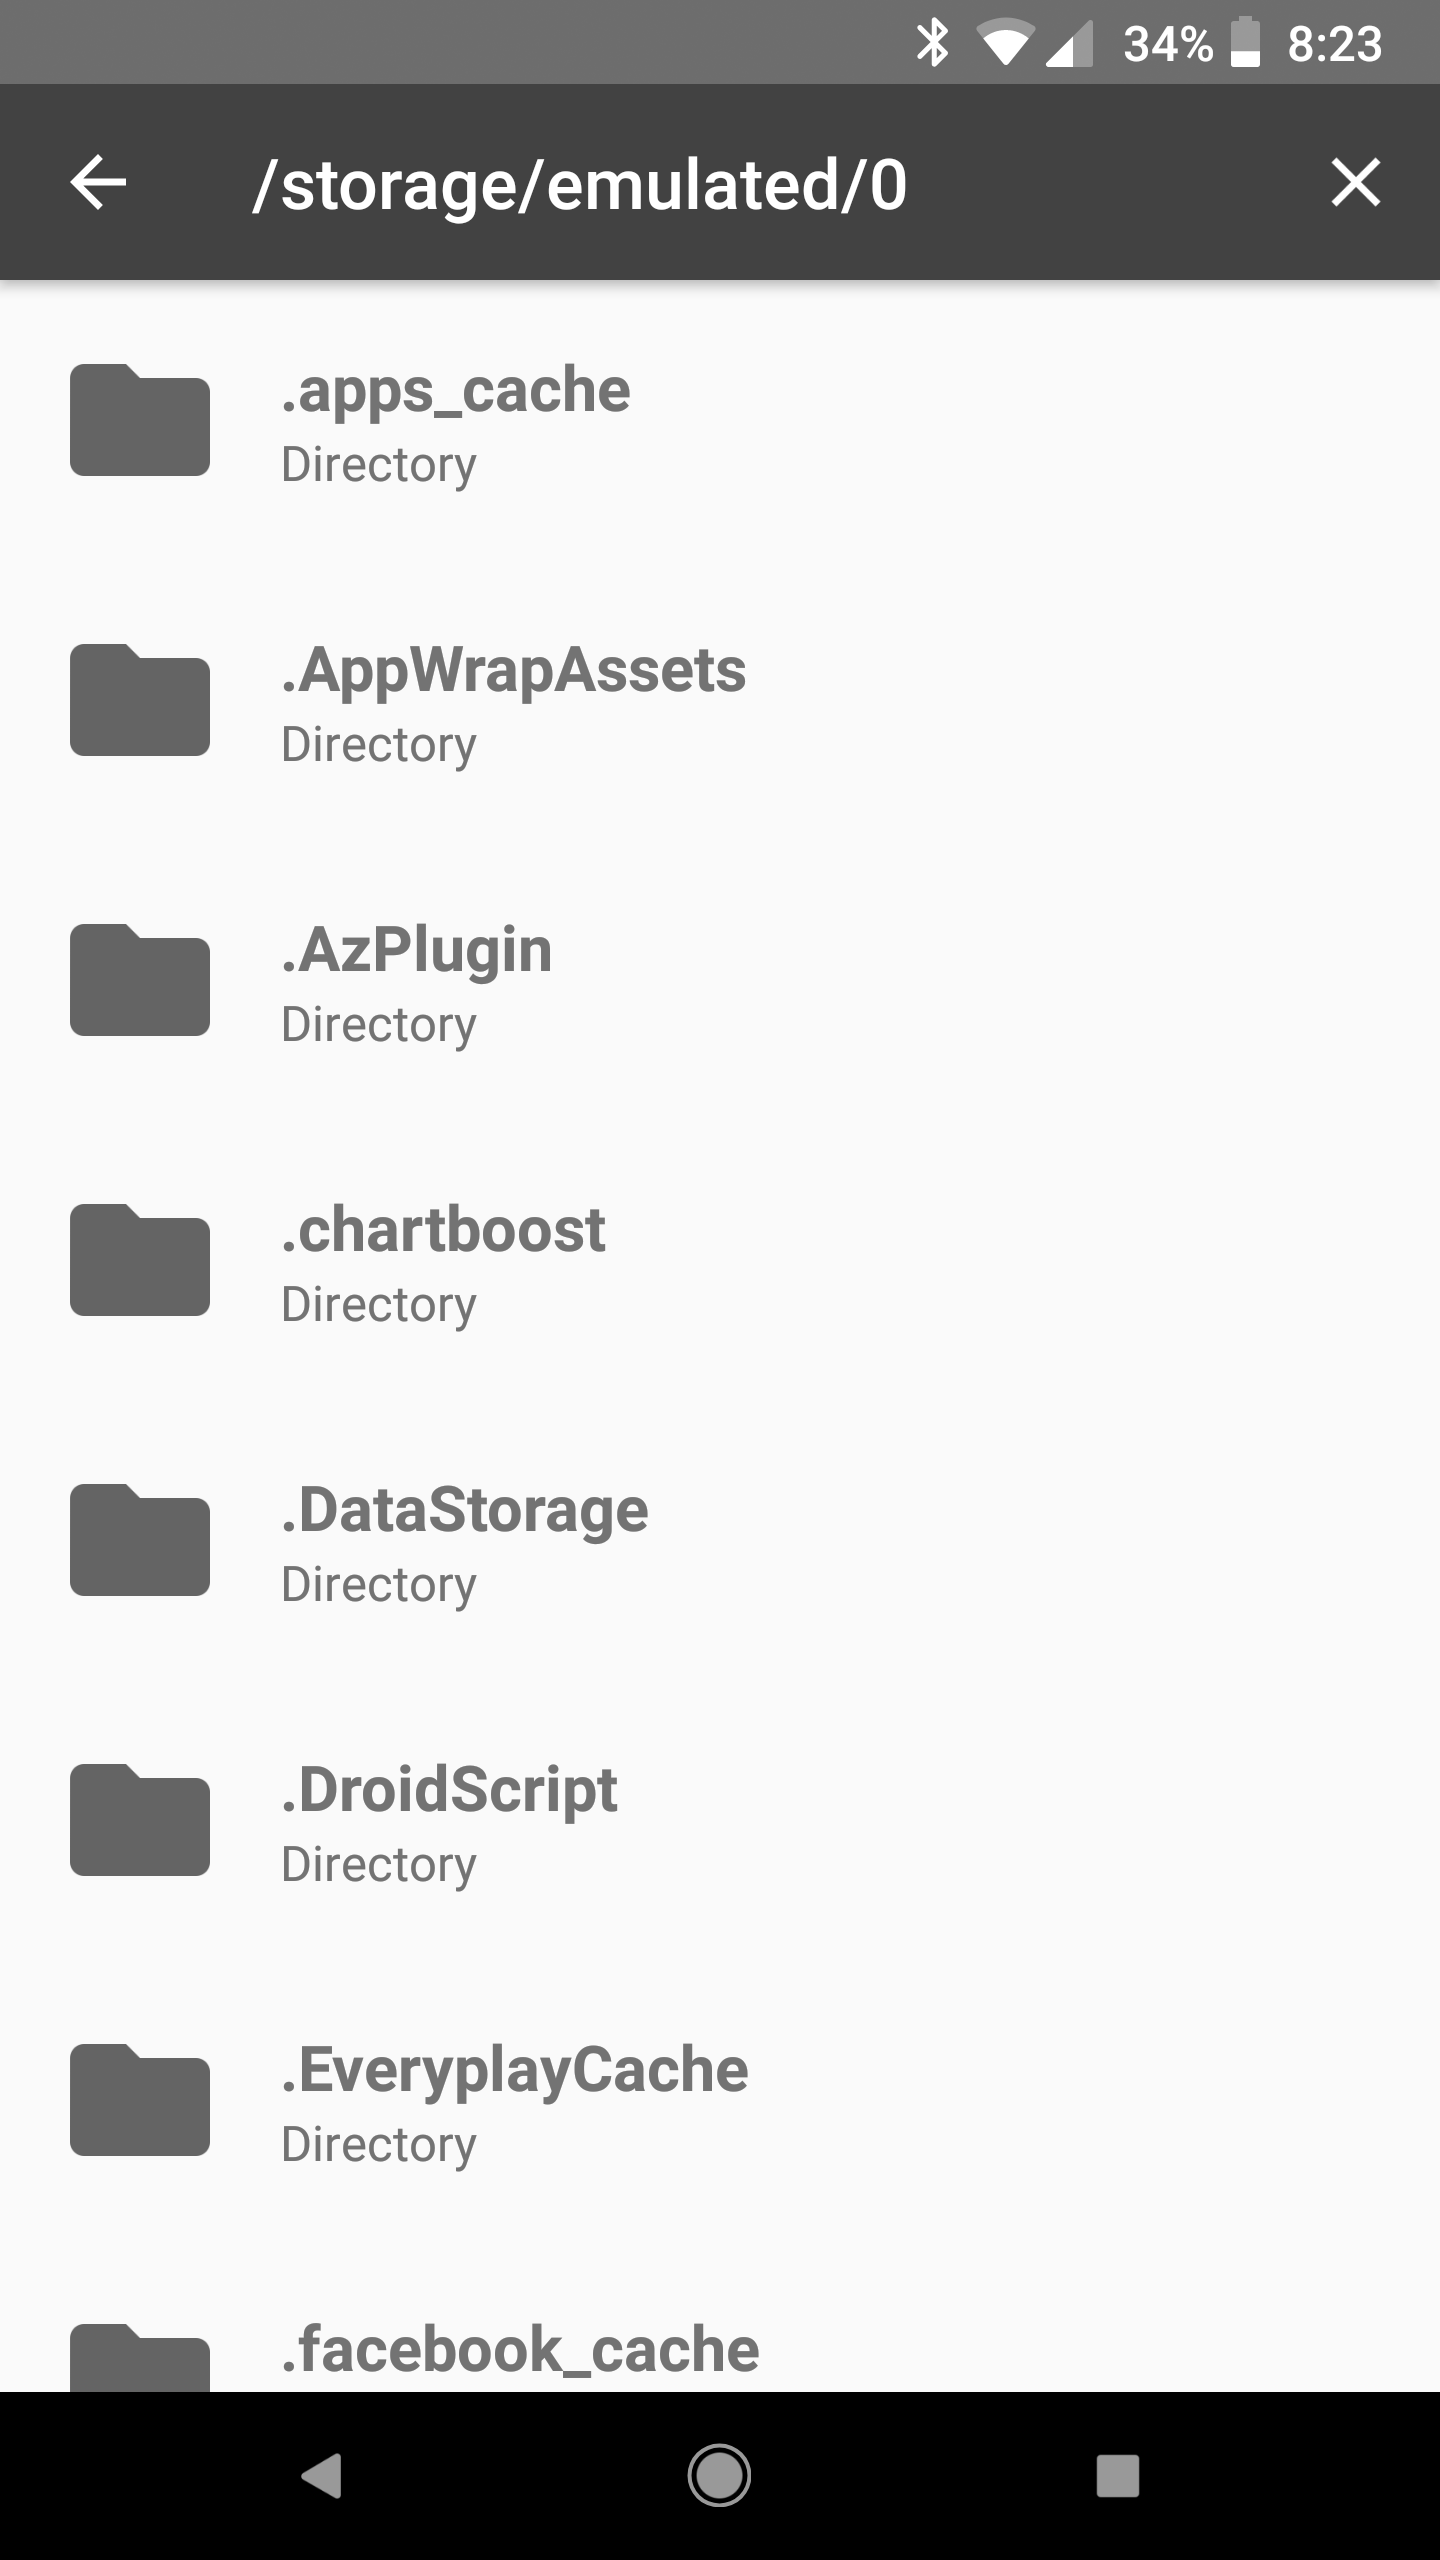 34% 8:23
/storage/emulated/0
.apps_cache
Directory
.AppWrapAssets
Directory
.AzPlugin
Directory
.chartboost
Directory
.DataStorage
Directory
.DroidScript
Directory
.EveryplayCache
Directory
.facebook_cache